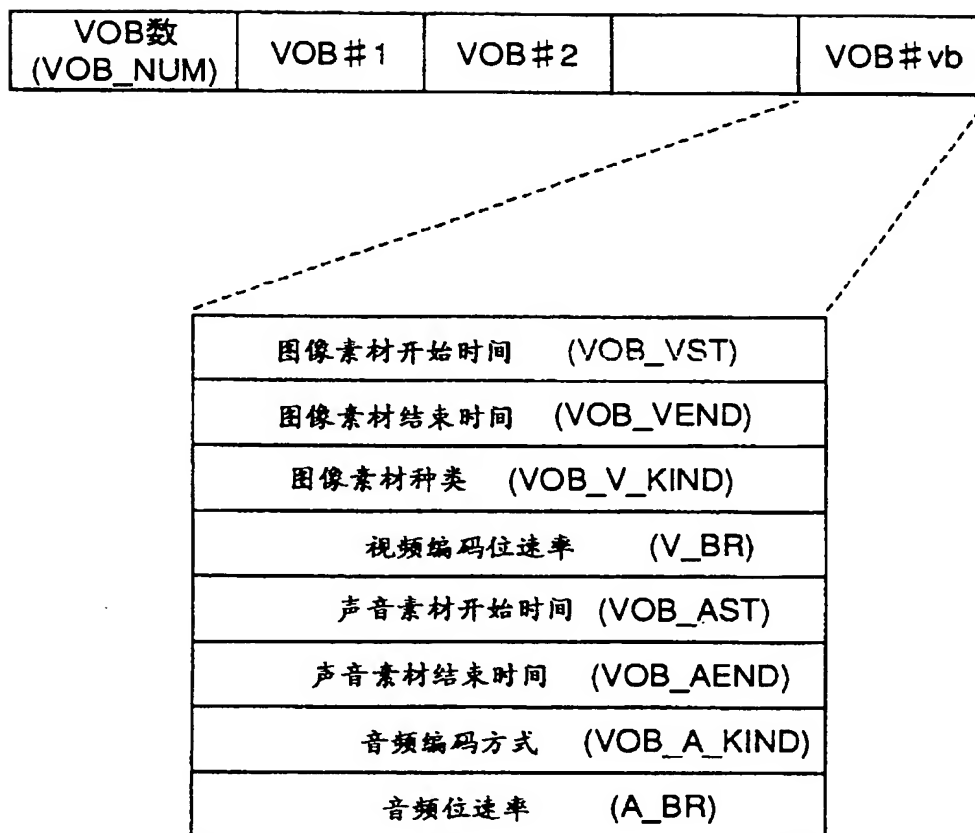 VOB数
(VOB_NUM)
VOB#1
VOB#2
VOB#vb
图像素材开始时间 (VOB_VST)
图像素材结束时间 (VOB_VEND)
图像素材种类 (VOB_V_KIND)
视频编码位速率 (V_BR)
声音素材开始时间 (VOB_AST)
声音素材结束时间 (VOB_AEND)
音频编码方式 (VOB_A_KIND)
音频位速率 (A_BR)